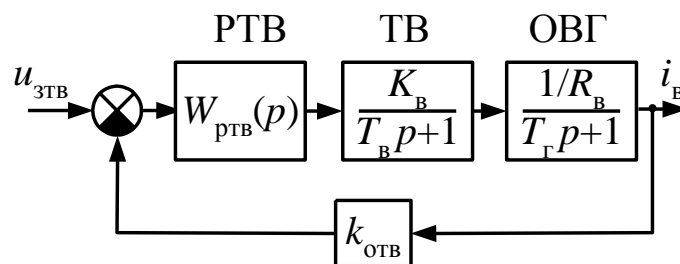 РТВ ТВ ОВГ
u_зтв W_ртв(p) K_в 1/R_в i_в
T_в p+1 T_г p+1
k_отв